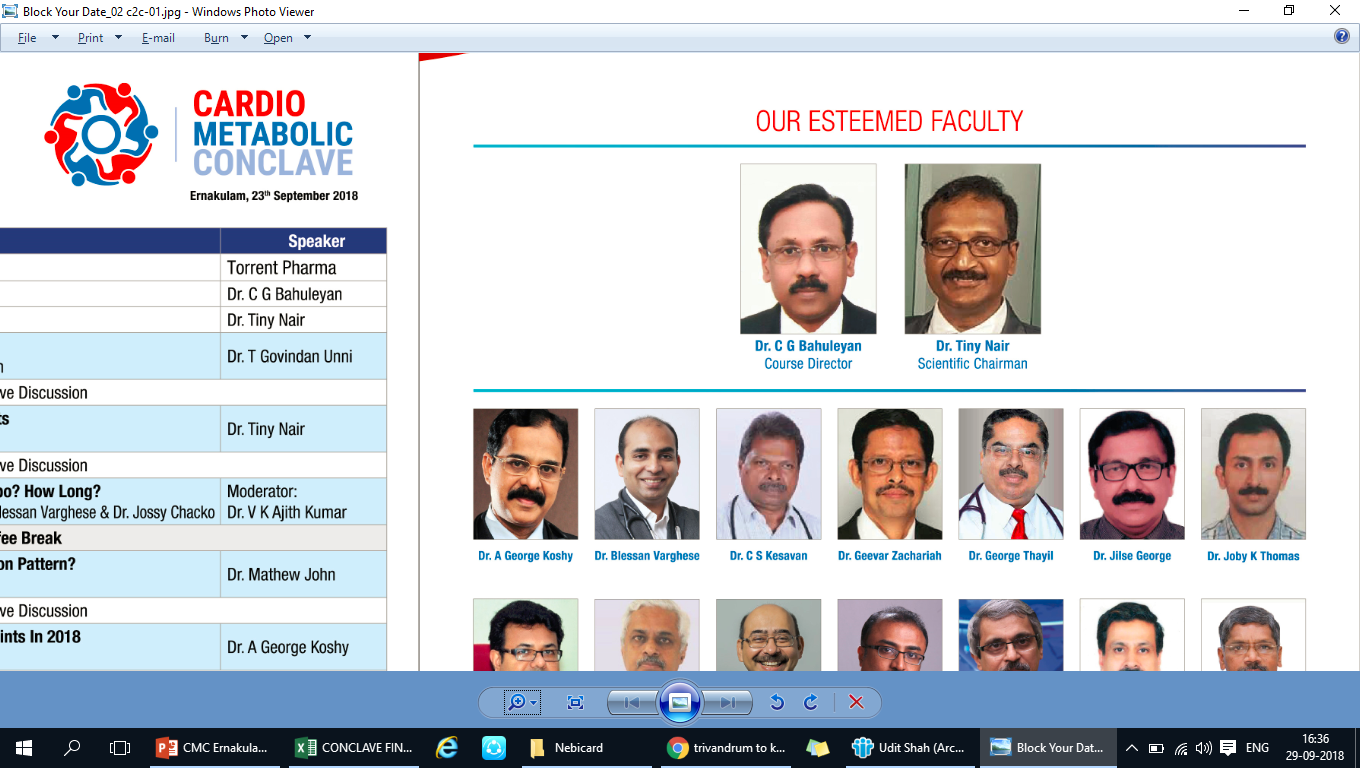 Block Your Date_02 c2c-01.jpg - Windows Photo Viewer
File Print E-mail Burn Open
CARDIO
METABOLIC
CONCLAVE
Ernakulam, 23th September 2018
Speaker
Torrent Pharma
Dr. C G Bahuleyan
Dr. Tiny Nair
Dr. T Govindan Unni
ve Discussion
ts
Dr. Tiny Nair
ve Discussion
oo? How Long?
lessan Varghese & Dr. Jossy Chacko
Moderator:
Dr. V K Ajith Kumar
fee Break
on Pattern?
Dr. Mathew John
ve Discussion
ints In 2018
Dr. A George Koshy
OUR ESTEEMED FACULTY
Dr. C G Bahuleyan
Course Director
Dr. Tiny Nair
Scientific Chairman
Dr. A George Koshy
Dr. Blessan Varghese
Dr. C S Kesavan
Dr. Geevar Zachariah
Dr. George Thayil
Dr. Jilse George
Dr. Joby K Thomas
CMC Ernakula...
CONCLAVE FIN...
Nebicard
trivandrum to k...
Udit Shah (Arc...
Block Your Dat...
ENG
16:36
29-09-2018